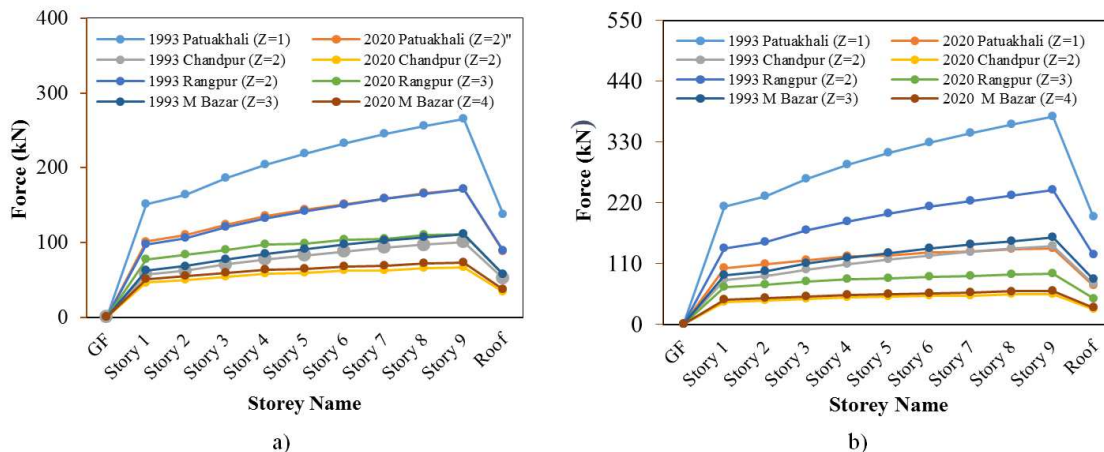 400
300
200
100
0
Force (kN)
1993 Patuakhali (Z=1)
2020 Patuakhali (Z=2)"
1993 Chandpur (Z=2)
2020 Chandpur (Z=2)
1993 Rangpur (Z=2)
2020 Rangpur (Z=3)
1993 M Bazar (Z=3)
2020 M Bazar (Z=4)
GF
Story 1
Story 2
Story 3
Story 4
Story 5
Story 6
Story 7
Story 8
Story 9
Roof
Storey Name
a)
550
440
330
220
110
0
Force (kN)
1993 Patuakhali (Z=1)
2020 Patuakhali (Z=1)
1993 Chandpur (Z=2)
2020 Chandpur (Z=2)
1993 Rangpur (Z=2)
2020 Rangpur (Z=3)
1993 M Bazar (Z=3)
2020 M Bazar (Z=4)
GF
Story 1
Story 2
Story 3
Story 4
Story 5
Story 6
Story 7
Story 8
Story 9
Roof
Storey Name
b)